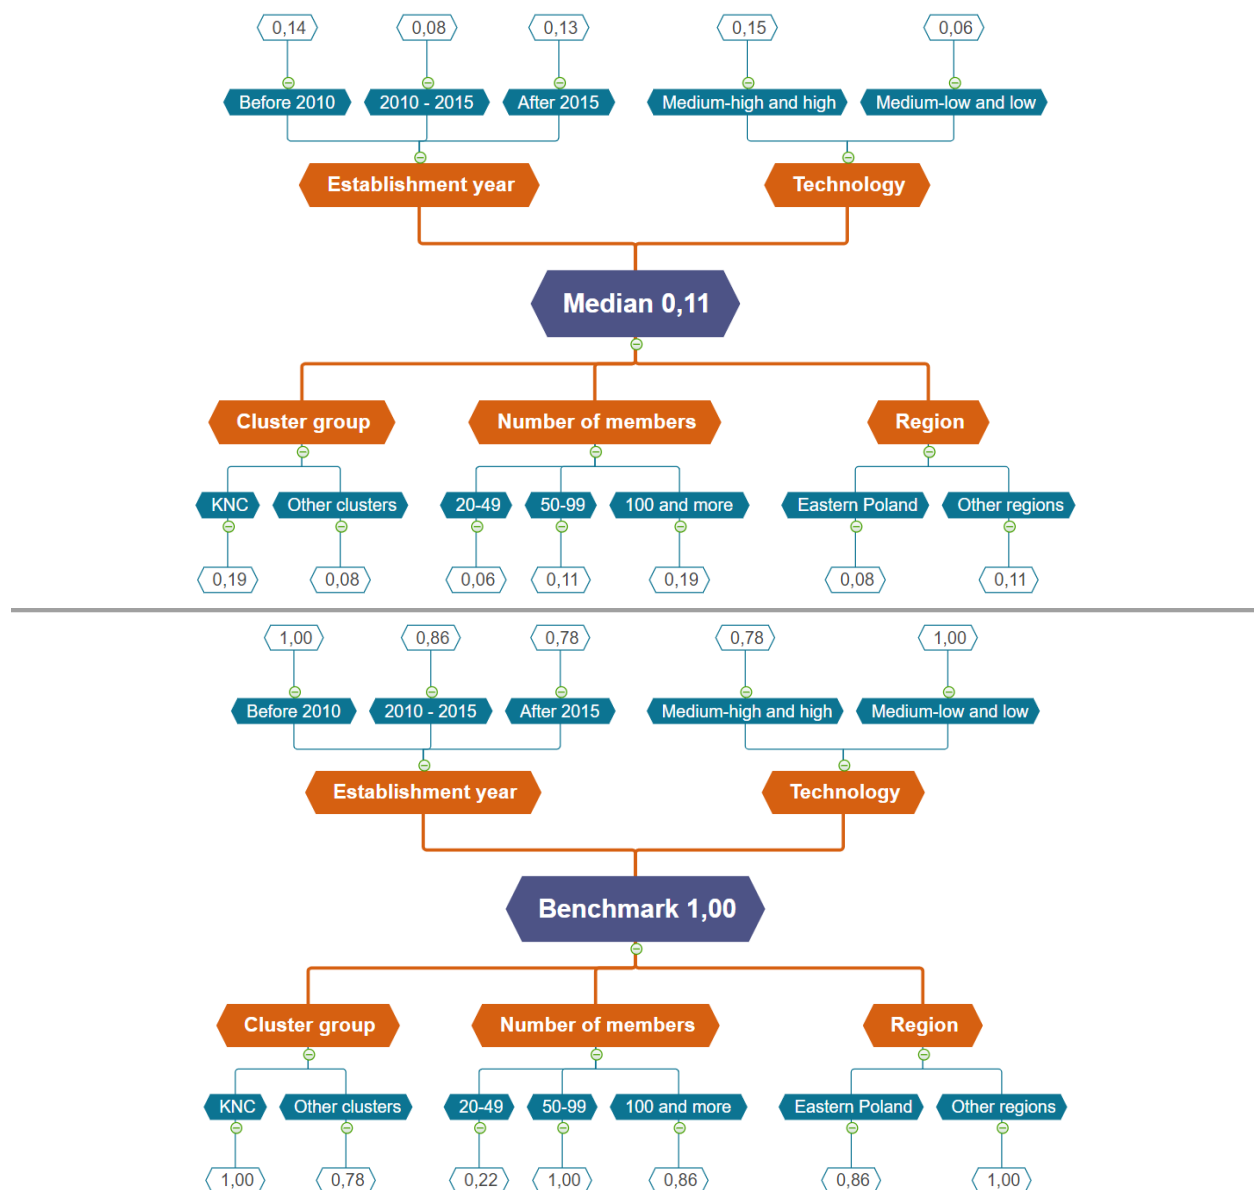 0,14
0,08
0,13
0,15
0,06
Before 2010
2010 - 2015
After 2015
Medium-high and high
Medium-low and low
Establishment year
Technology
Median 0,11
Cluster group
Number of members
Region
KNC
Other clusters
20-49
50-99
100 and more
Eastern Poland
Other regions
0,19
0,08
0,06
0,11
0,19
0,08
0,11
1,00
0,86
0,78
0,78
1,00
Before 2010
2010 - 2015
After 2015
Medium-high and high
Medium-low and low
Establishment year
Technology
Benchmark 1,00
Cluster group
Number of members
Region
KNC
Other clusters
20-49
50-99
100 and more
Eastern Poland
Other regions
1,00
0,78
0,22
1,00
0,86
0,86
1,00